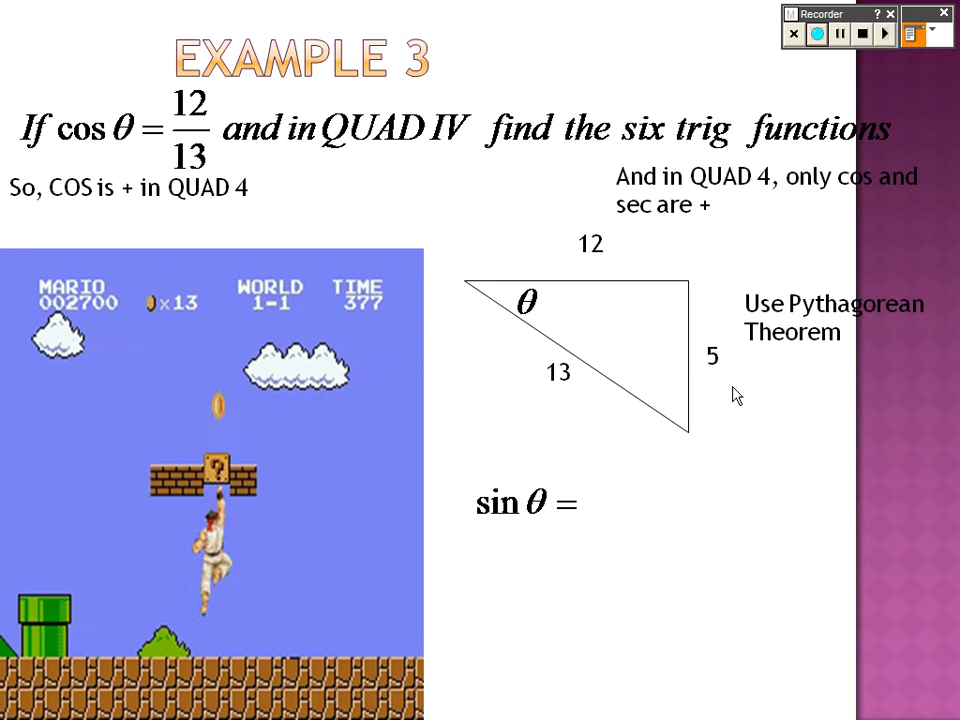 Recorder
EXAMPLE 3
If cos θ = 12/13 and in QUAD IV find the six trig functions
So, COS is + in QUAD 4
And in QUAD 4, only cos and
sec are +
12
θ
Use Pythagorean
Theorem
13
5
sin θ =
MARIO WORLD TIME
002700 x13 1-1 377
?